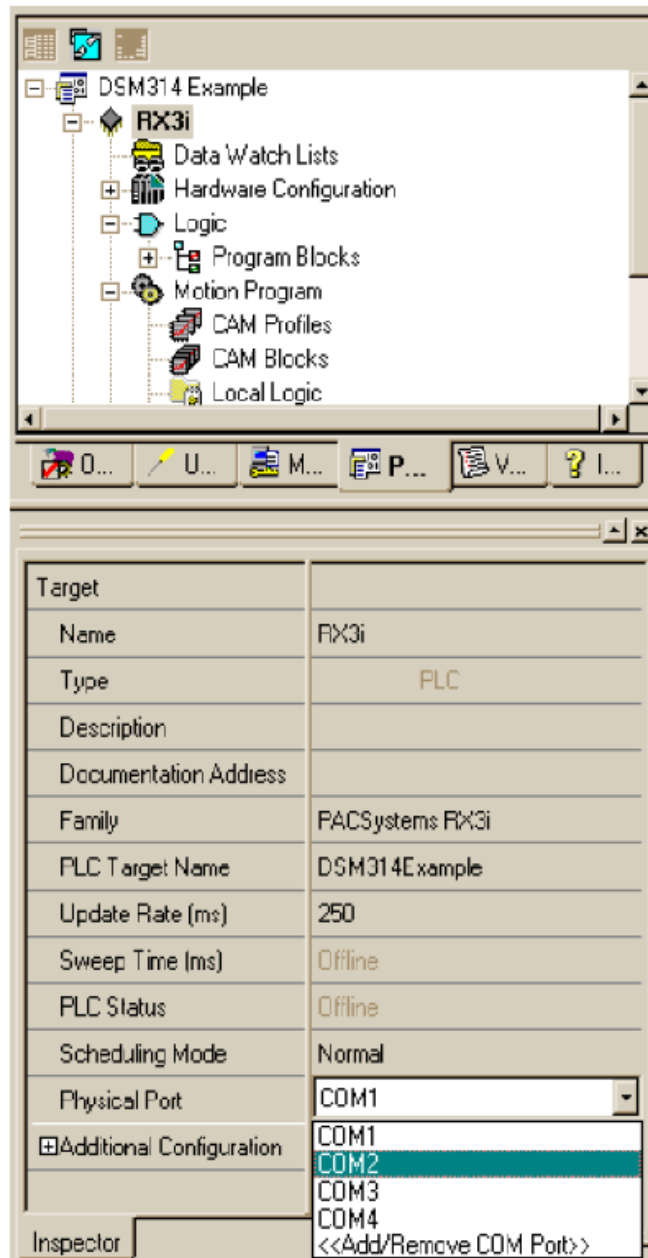 DSM314 Example
RX3i
Data Watch Lists
Hardware Configuration
Logic
Program Blocks
Motion Program
CAM Profiles
CAM Blocks
Local Logic
O... U... M... P... V... I...
Target
Name RX3i
Type PLC
Description
Documentation Address
Family PACSystems RX3i
PLC Target Name DSM314Example
Update Rate (ms) 250
Sweep Time (ms) Offline
PLC Status Offline
Scheduling Mode Normal
Physical Port COM1
Additional Configuration COM1
COM2
COM3
COM4
<<Add/Remove COM Port>>
Inspector